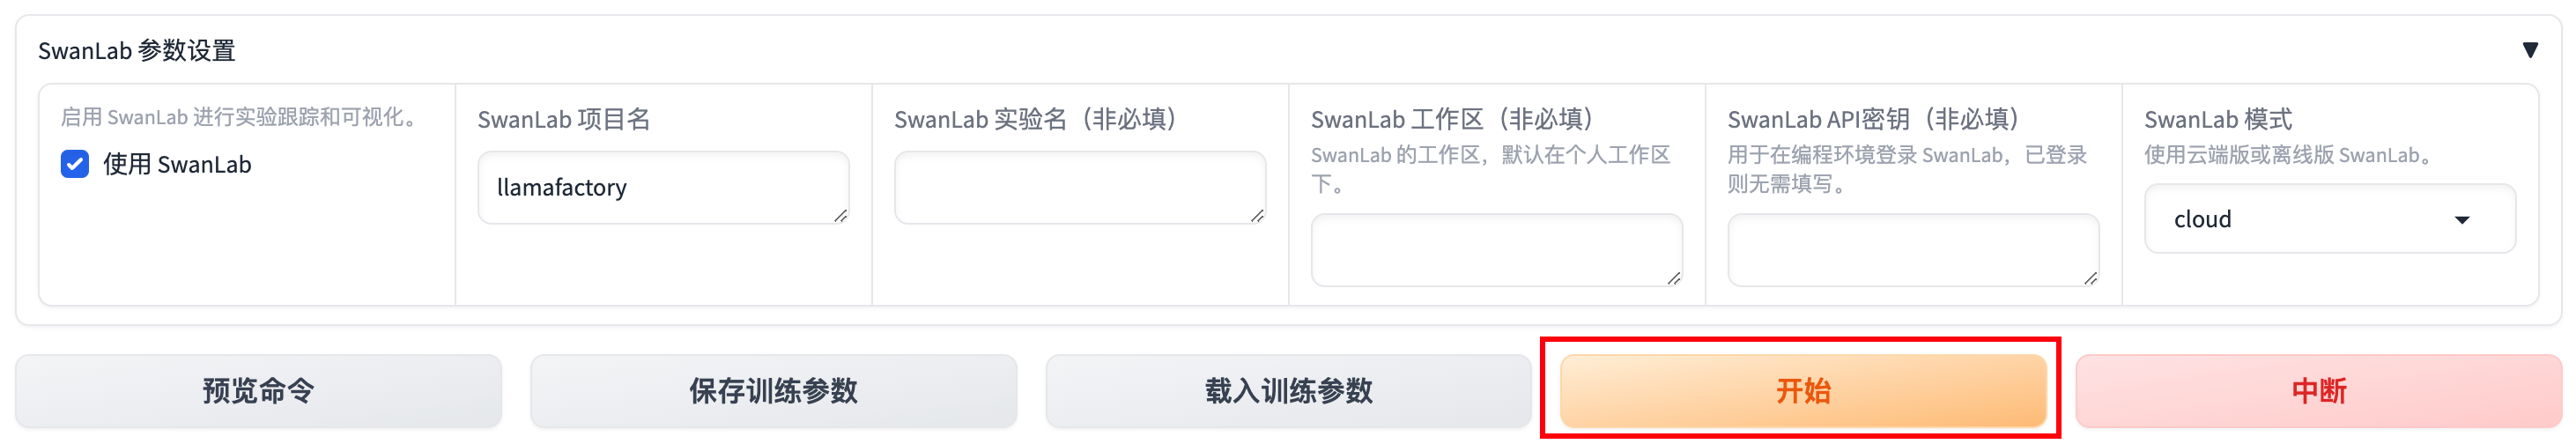 SwanLab 参数设置
启用 SwanLab 进行实验跟踪和可视化。
使用 SwanLab
SwanLab 项目名
llamafactory
SwanLab 实验名（非必填）
SwanLab 工作区（非必填）
SwanLab 的工作区，默认在个人工作区
下。
SwanLab API密钥（非必填）
用于在编程环境登录 SwanLab，已登录
则无需填写。
SwanLab 模式
使用云端版或离线版 SwanLab。
cloud
预览命令
保存训练参数
载入训练参数
开始
中断